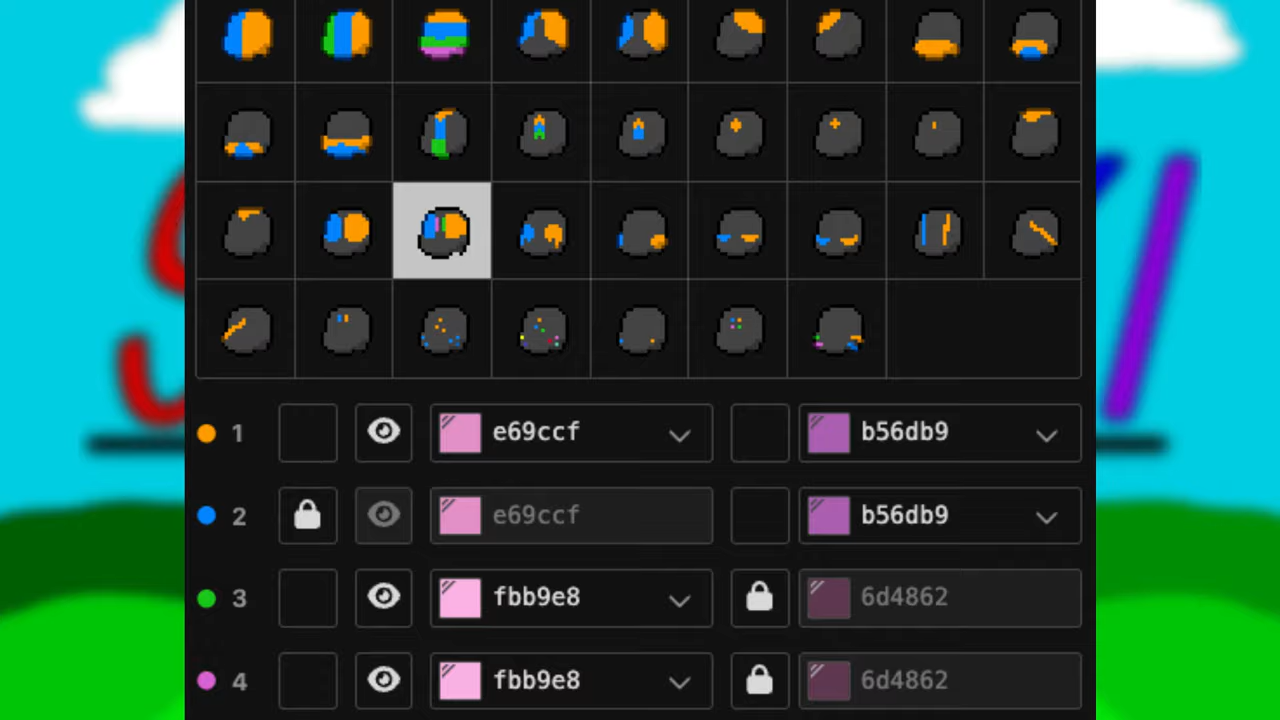 1 e69ccf b56db9
2 e69ccf b56db9
3 fbb9e8 6d4862
4 fbb9e8 6d4862